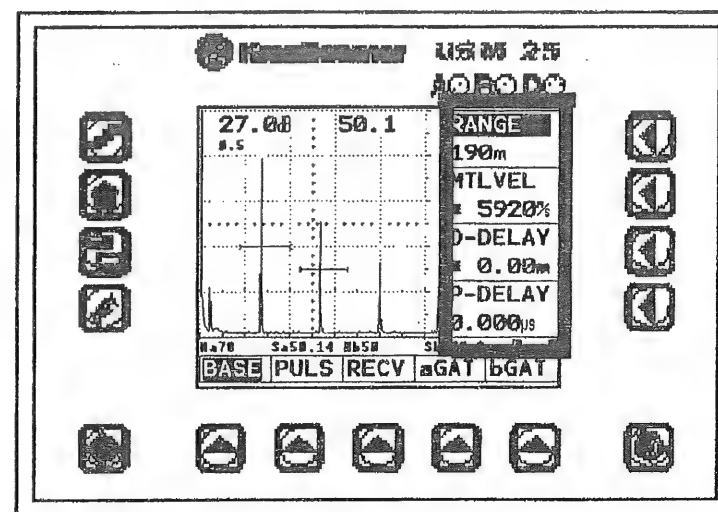 USM 25
27.0dB 50.1
RANGE
190m
MTLVEL
5920
D-DELAY
0.00
P-DELAY
0.000µs
BASE PULS RECV aGAT bGAT